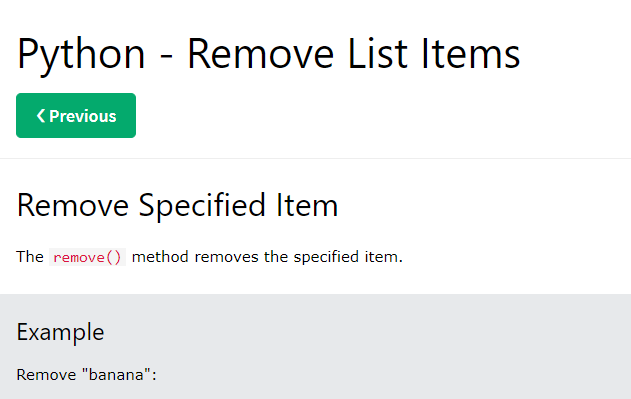 Python - Remove List Items
❮ Previous
Remove Specified Item
The remove() method removes the specified item.
Example
Remove "banana":